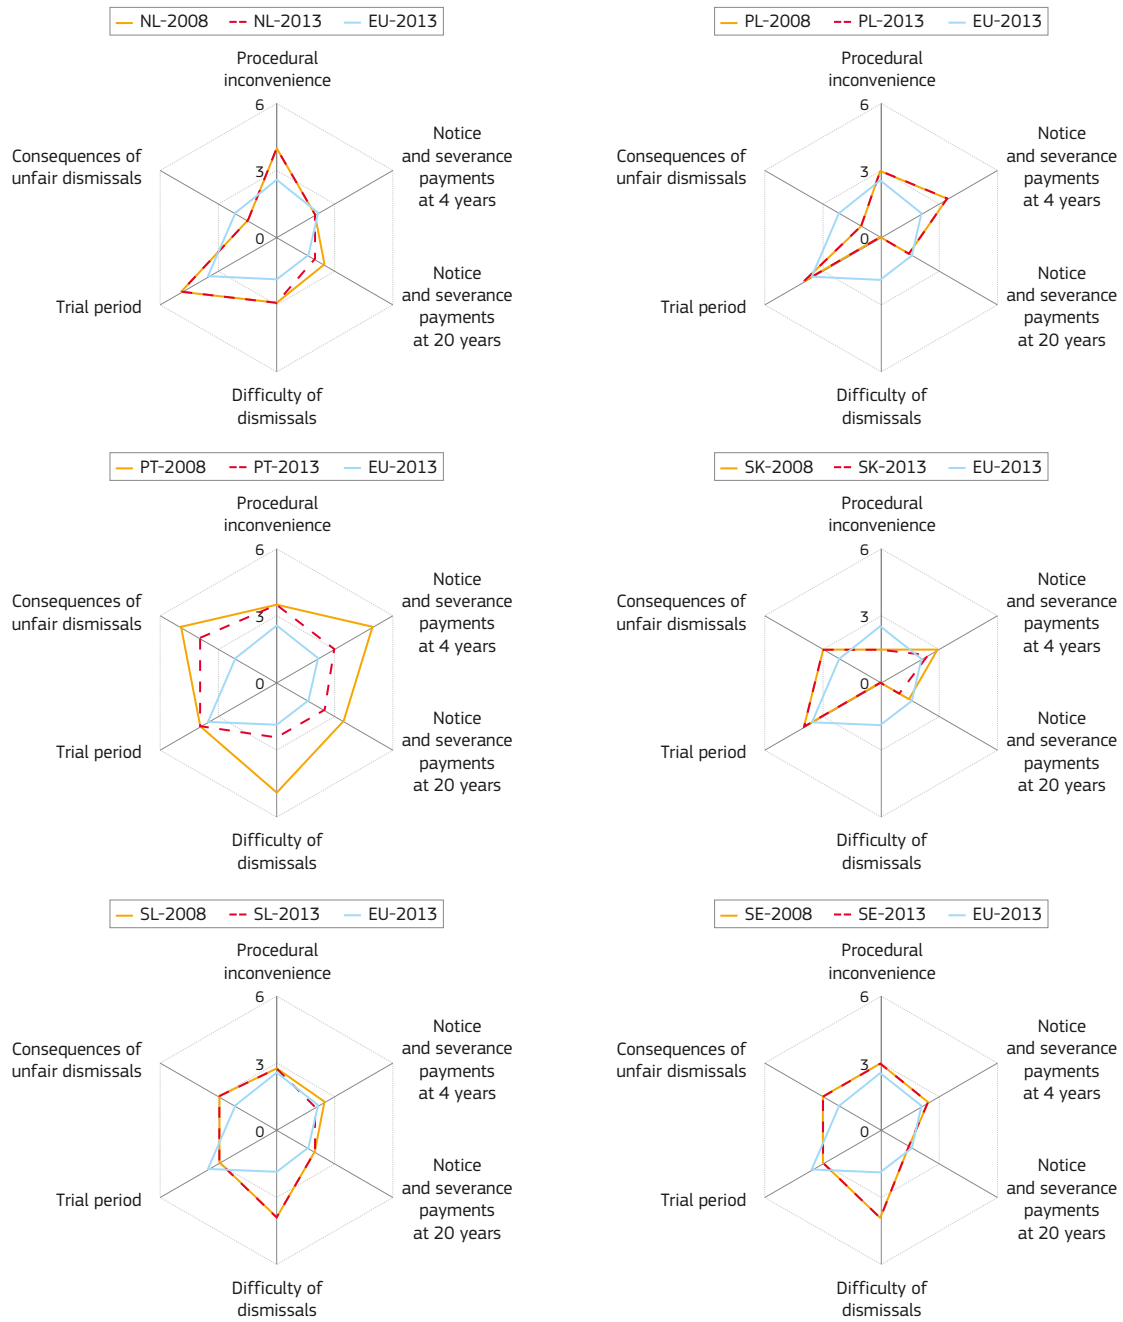 NL-2008 NL-2013 EU-2013
Procedural
inconvenience
6
3
0
Notice
and severance
payments
at 4 years
Notice
and severance
payments
at 20 years
Difficulty of
dismissals
Trial period
Consequences of
unfair dismissals
PL-2008 PL-2013 EU-2013
Procedural
inconvenience
6
3
0
Notice
and severance
payments
at 4 years
Notice
and severance
payments
at 20 years
Difficulty of
dismissals
Trial period
Consequences of
unfair dismissals
PT-2008 PT-2013 EU-2013
Procedural
inconvenience
6
3
0
Notice
and severance
payments
at 4 years
Notice
and severance
payments
at 20 years
Difficulty of
dismissals
Trial period
Consequences of
unfair dismissals
SK-2008 SK-2013 EU-2013
Procedural
inconvenience
6
3
0
Notice
and severance
payments
at 4 years
Notice
and severance
payments
at 20 years
Difficulty of
dismissals
Trial period
Consequences of
unfair dismissals
SL-2008 SL-2013 EU-2013
Procedural
inconvenience
6
3
0
Notice
and severance
payments
at 4 years
Notice
and severance
payments
at 20 years
Difficulty of
dismissals
Trial period
Consequences of
unfair dismissals
SE-2008 SE-2013 EU-2013
Procedural
inconvenience
6
3
0
Notice
and severance
payments
at 4 years
Notice
and severance
payments
at 20 years
Difficulty of
dismissals
Trial period
Consequences of
unfair dismissals